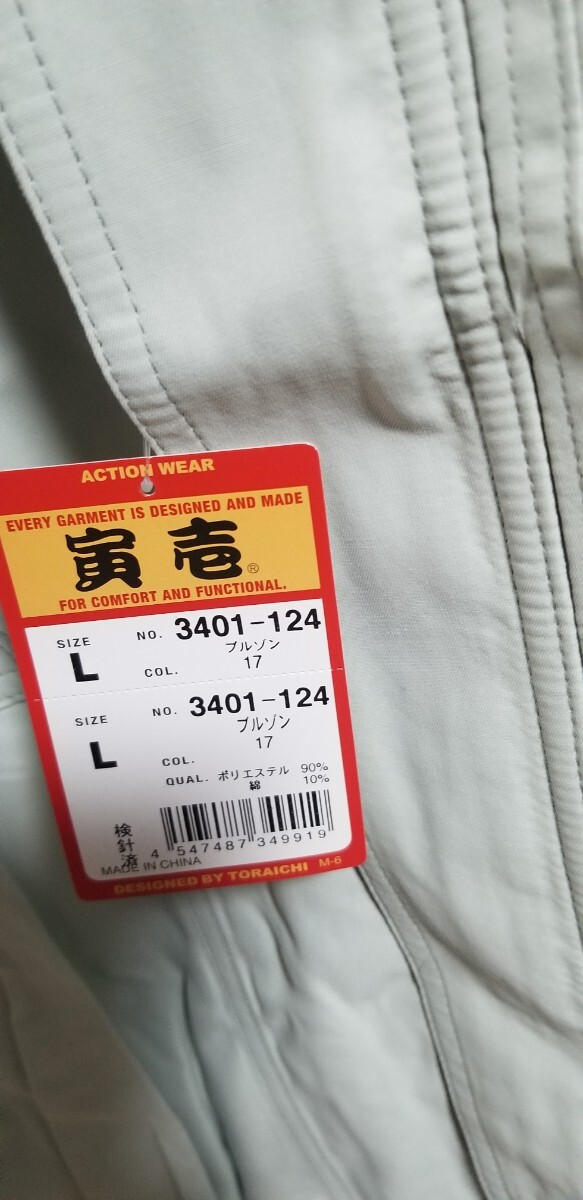 ACTION WEAR
EVERY GARMENT IS DESIGNED AND MADE
寅壱®
FOR COMFORT AND FUNCTIONAL.
SIZE L NO. 3401-124
ブルゾン
COL. 17
SIZE L NO. 3401-124
ブルゾン
COL. 17
QUAL. ポリエステル 90%
綿 10%
検針済
4 547487 349919
MADE IN CHINA M-6
DESIGNED BY TORAICHI